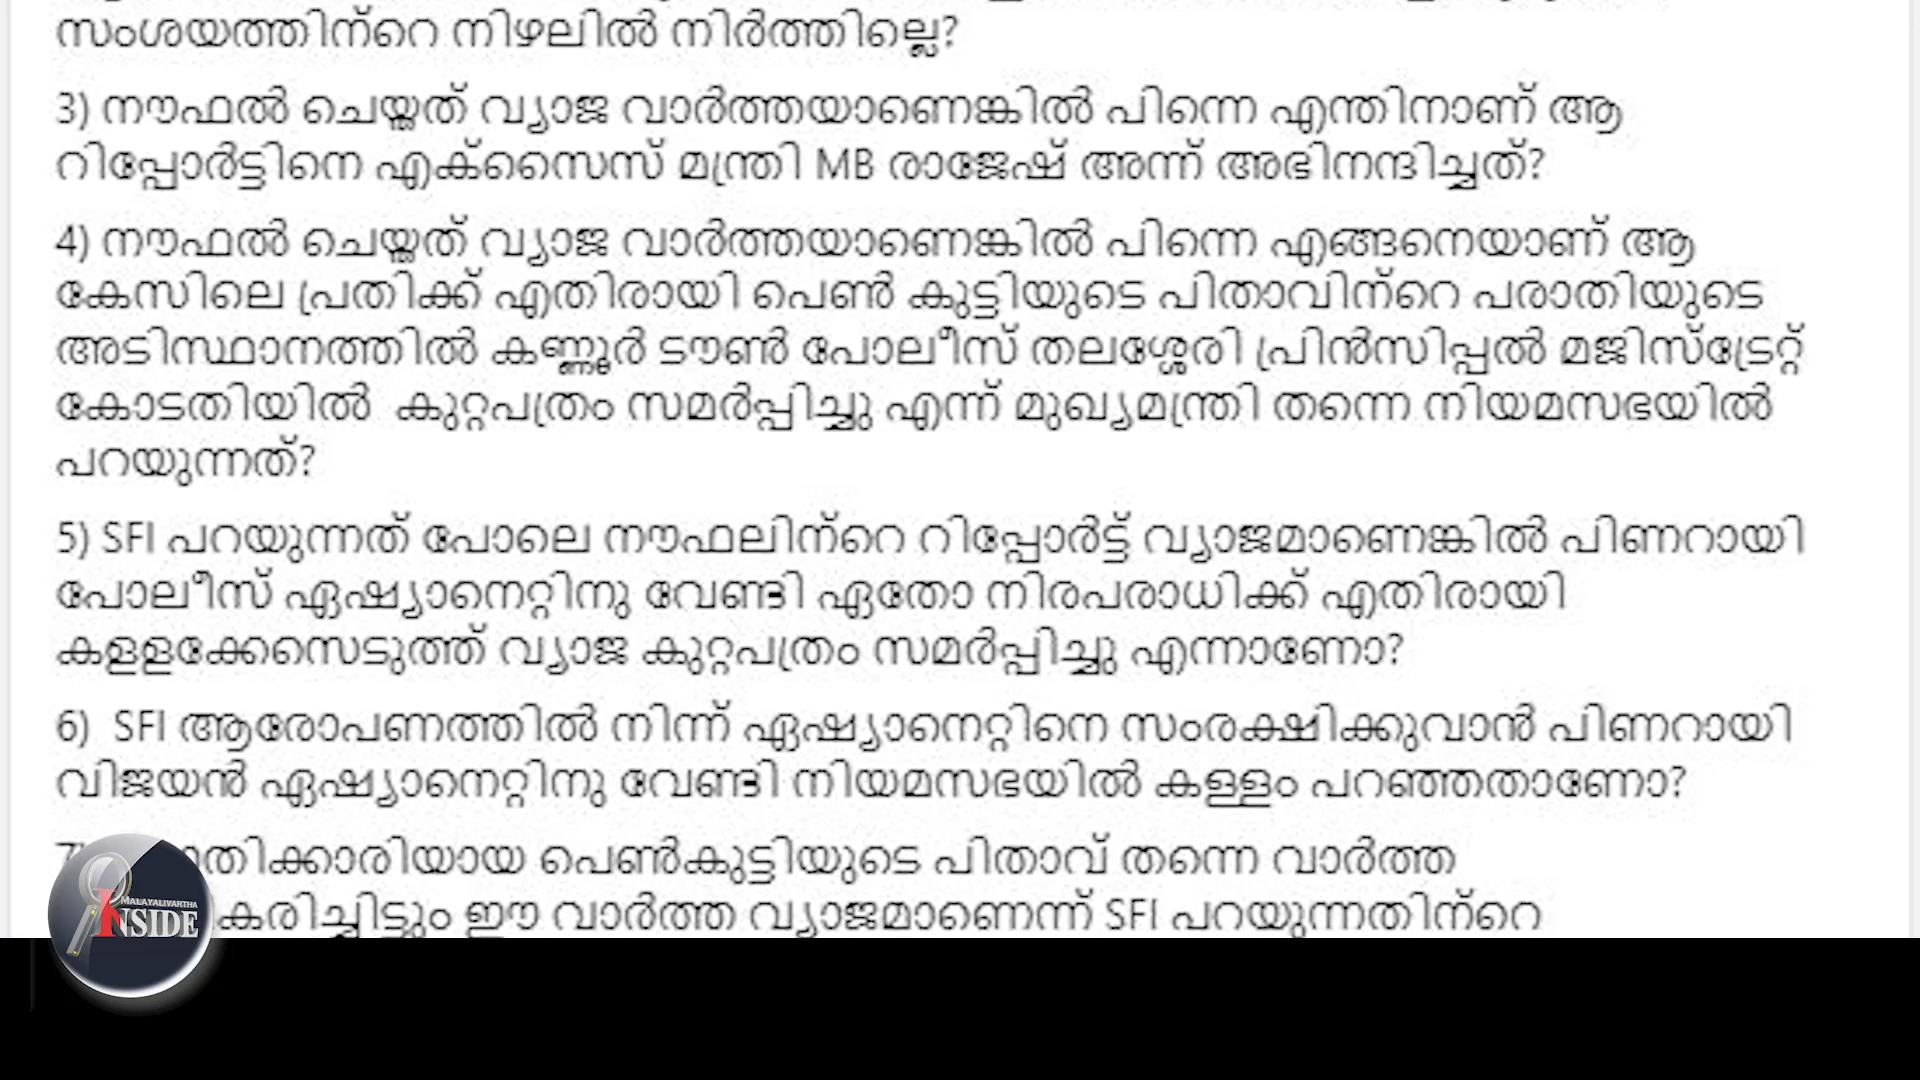 സംശയത്തിന്റെ നിഴലിൽ നിർത്തില്ലെ?
3) നൗഫൽ ചെയ്തത് വ്യാജ വാർത്തയാണെങ്കിൽ പിന്നെ എന്തിനാണ് ആ
റിപ്പോർട്ടിനെ എക്സൈസ് മന്ത്രി MB രാജേഷ് അന്ന് അഭിനന്ദിച്ചത്?
4) നൗഫൽ ചെയ്തത് വ്യാജ വാർത്തയാണെങ്കിൽ പിന്നെ എങ്ങനെയാണ് ആ
കേസിലെ പ്രതിക്ക് എതിരായി പെൺ കുട്ടിയുടെ പിതാവിന്റെ പരാതിയുടെ
അടിസ്ഥാനത്തിൽ കണ്ണൂർ ടൗൺ പോലീസ് തലശ്ശേരി പ്രിൻസിപ്പൽ മജിസ്ട്രേറ്റ്
കോടതിയിൽ കുറ്റപത്രം സമർപ്പിച്ചു എന്ന് മുഖ്യമന്ത്രി തന്നെ നിയമസഭയിൽ
പറയുന്നത്?
5) SFI പറയുന്നത് പോലെ നൗഫലിന്റെ റിപ്പോർട്ട് വ്യാജമാണെങ്കിൽ പിണറായി
പോലീസ് ഏഷ്യാനെറ്റിനു വേണ്ടി ഏതോ നിരപരാധിക്ക് എതിരായി
കള്ളക്കേസെടുത്ത് വ്യാജ കുറ്റപത്രം സമർപ്പിച്ചു എന്നാണോ?
6) SFI ആരോപണത്തിൽ നിന്ന് ഏഷ്യാനെറ്റിനെ സംരക്ഷിക്കുവാൻ പിണറായി
വിജയൻ ഏഷ്യാനെറ്റിനു വേണ്ടി നിയമസഭയിൽ കള്ളം പറഞ്ഞതാണോ?
പെൺകുട്ടിയുടെ പിതാവ് തന്നെ വാർത്ത
ഈ വാർത്ത വ്യാജമാണെന്ന് SFI പറയുന്നതിന്റെ
MALAYALIVARTHA
INSIDE